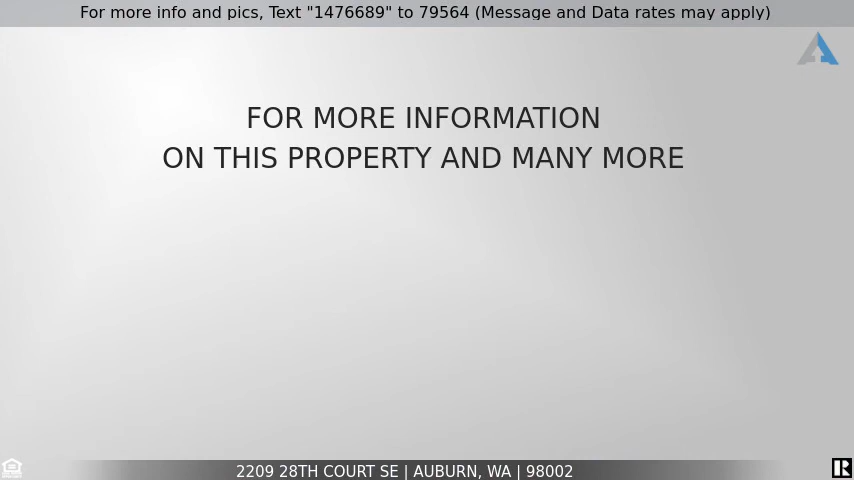 For more info and pics, Text "1476689" to 79564 (Message and Data rates may apply)
FOR MORE INFORMATION
ON THIS PROPERTY AND MANY MORE
2209 28TH COURT SE | AUBURN, WA | 98002